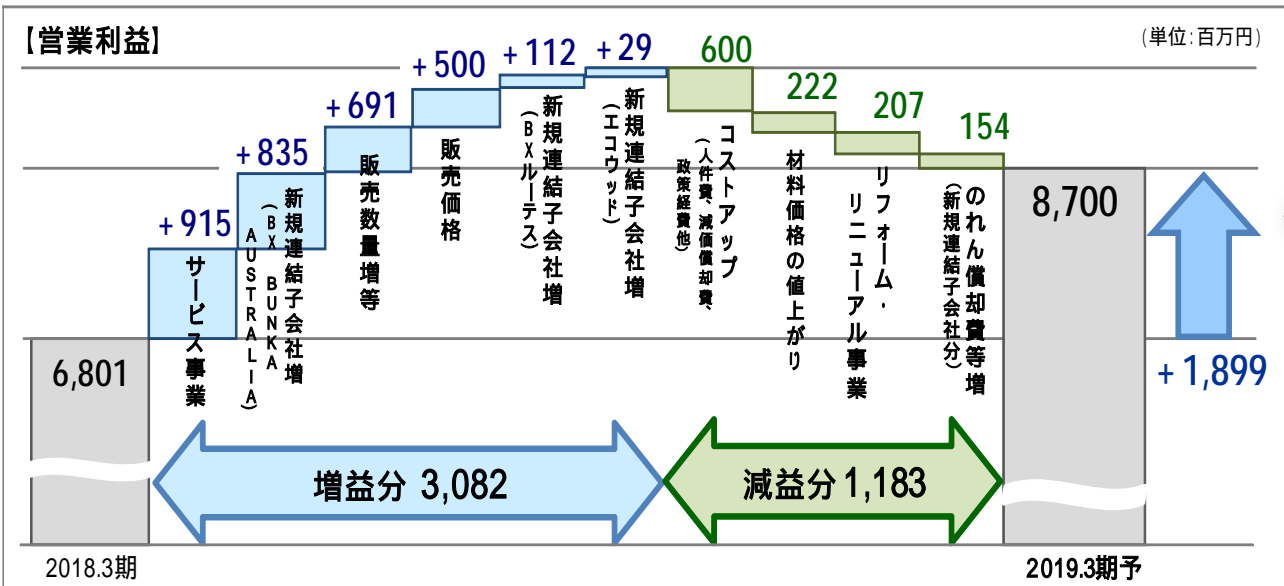 【営業利益】
(単位:百万円)
6,801
2018.3期
+915
サービス事業
+835
新規連結子会社増
(BX BUNKA
AUSTRALIA)
+691
販売数量増等
+500
販売価格
+112
新規連結子会社増
(BXルーテス)
+29
新規連結子会社増
(エコウッド)
600
コストアップ
(人件費、減価償却費、
政策経費他)
222
材料価格の値上がり
207
リフォーム・
リニューアル事業
154
のれん償却費等増
(新規連結子会社分)
8,700
2019.3期予
+1,899
増益分 3,082
減益分 1,183